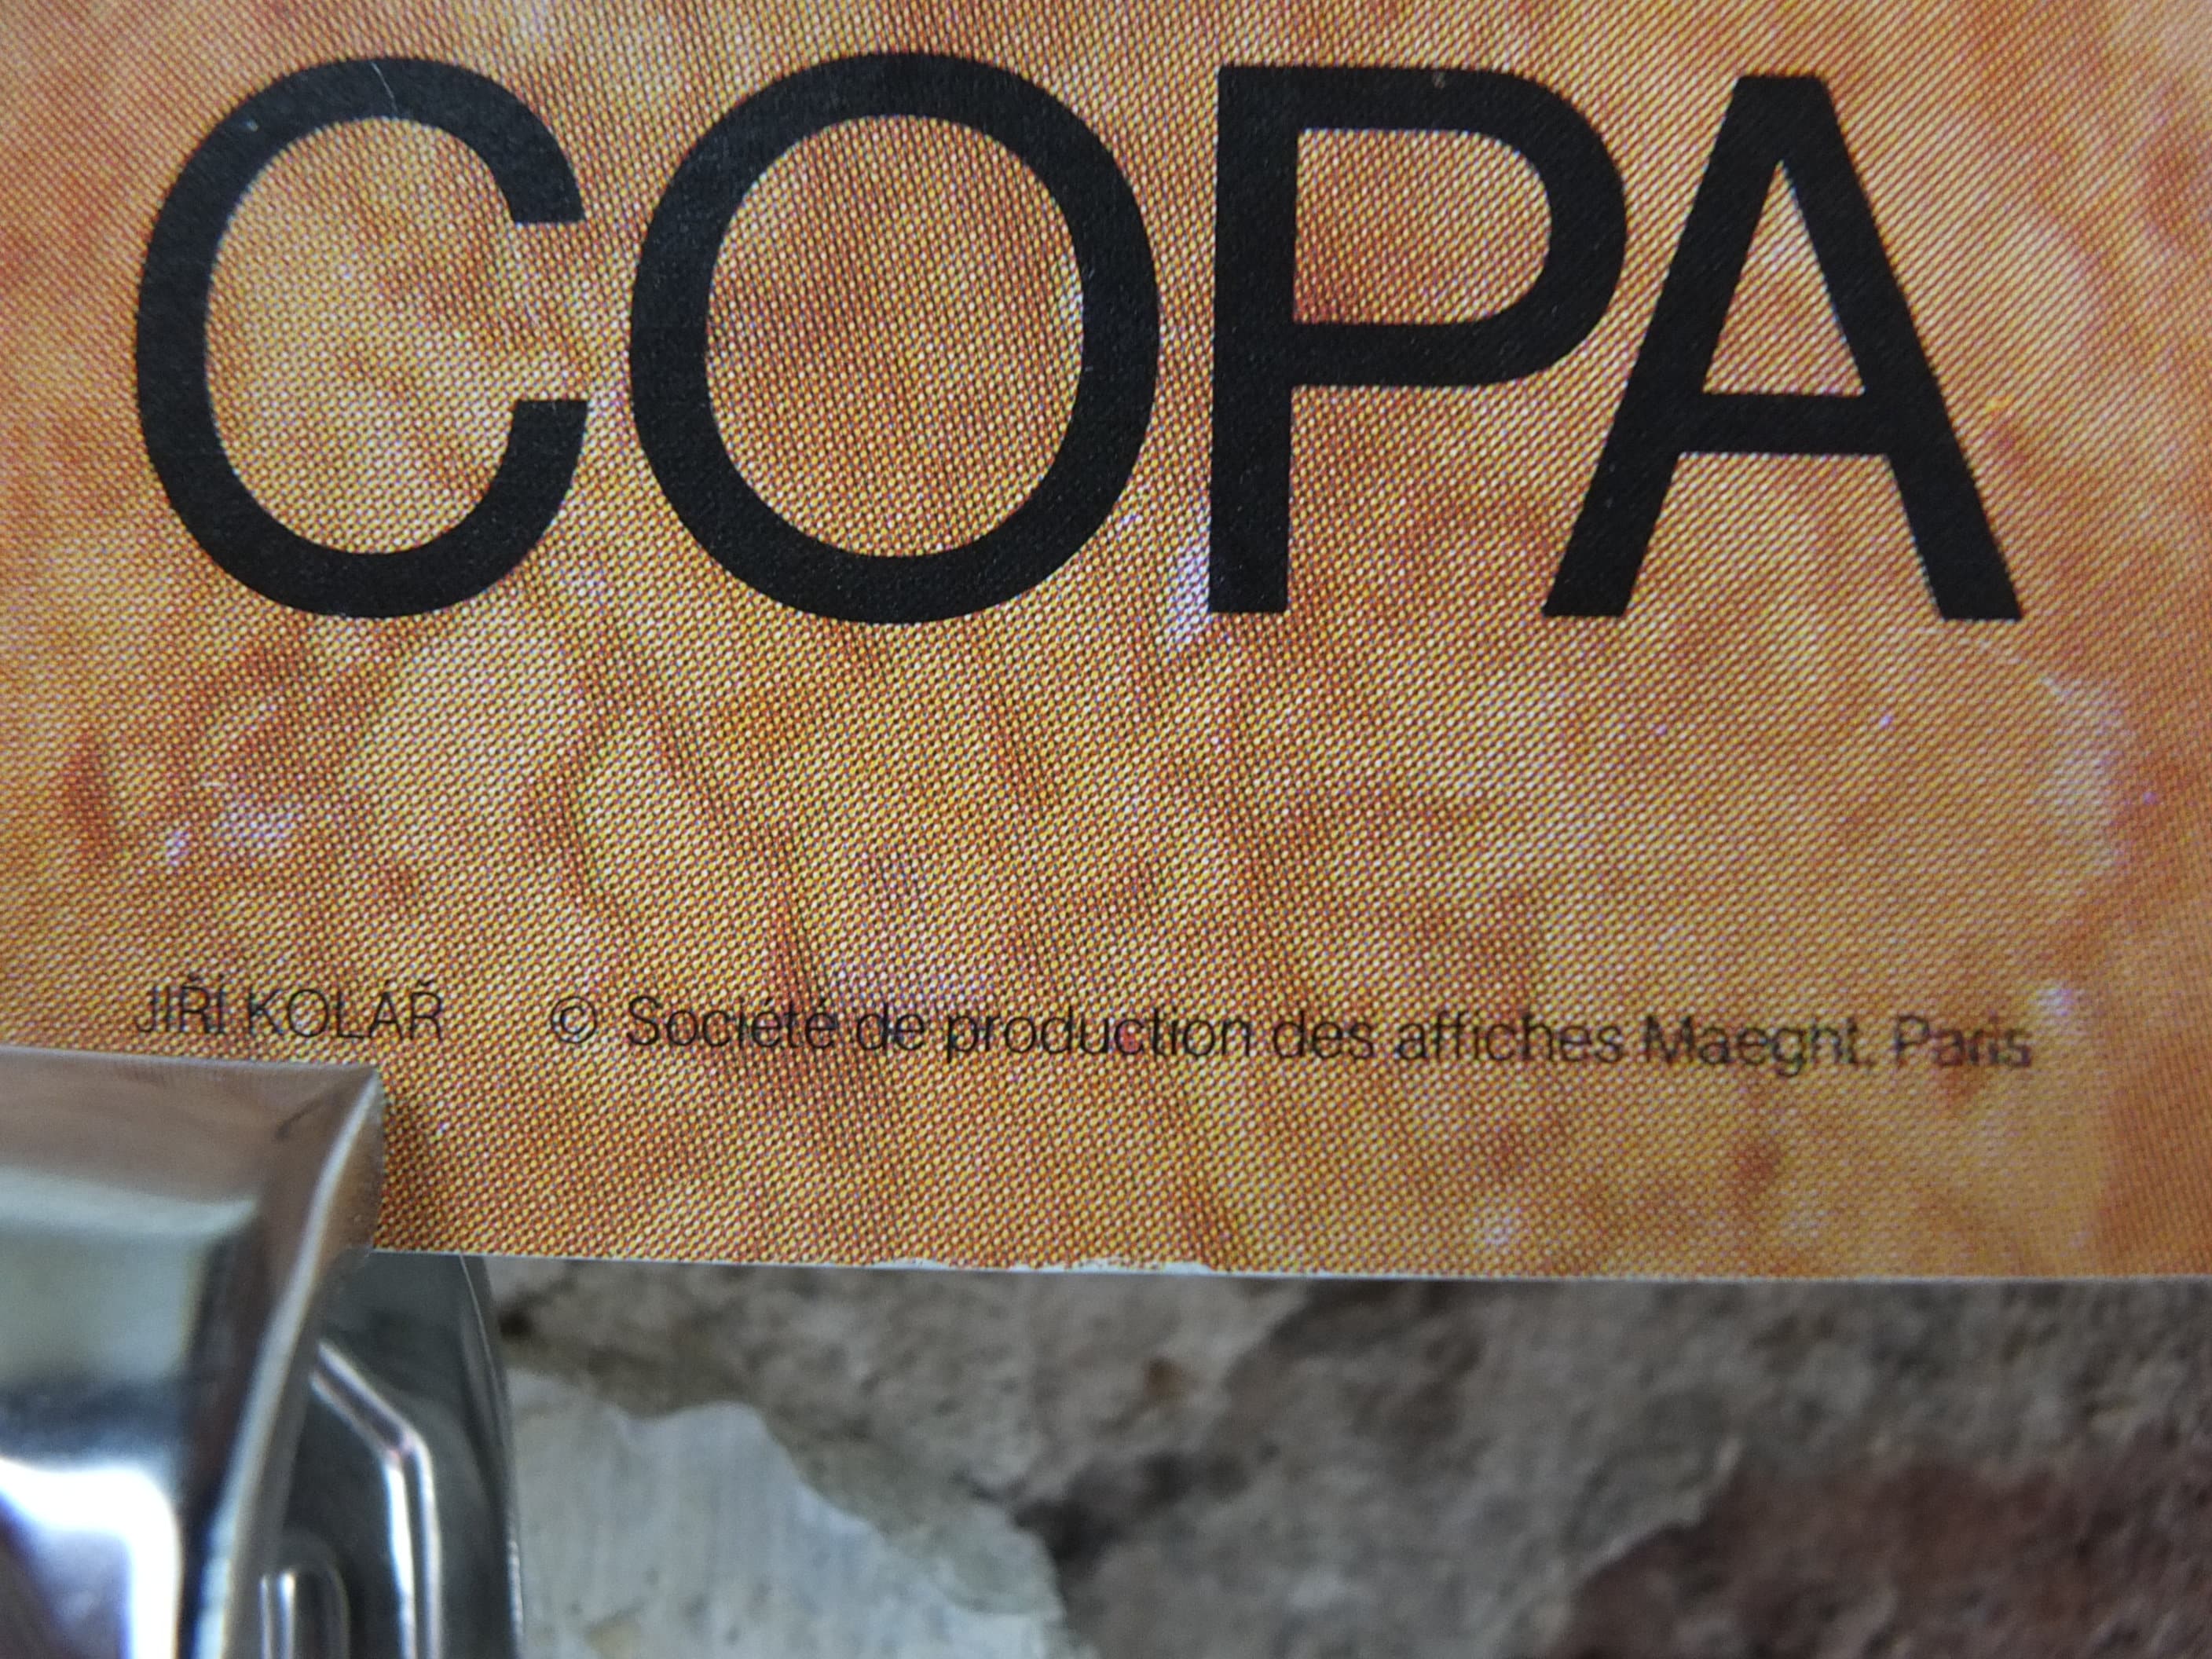 COPA
JIŘÍ KOLÁŘ © Société de production des affiches Maeght. Paris